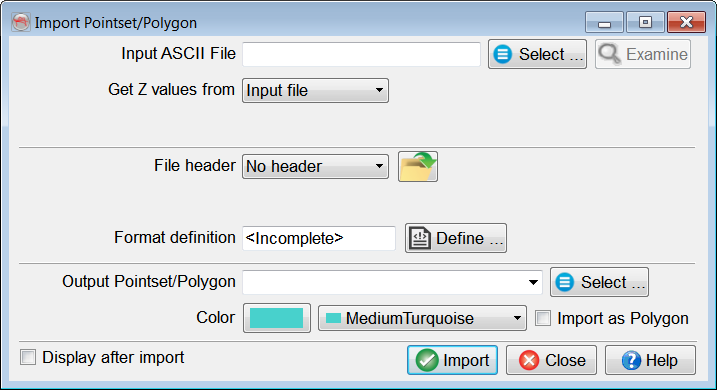 Import Pointset/Polygon
Input ASCII File Select ... Examine
Get Z values from Input file
File header No header
Format definition <Incomplete> Define ...
Output Pointset/Polygon Select ...
Color MediumTurquoise Import as Polygon
Display after import Import Close Help